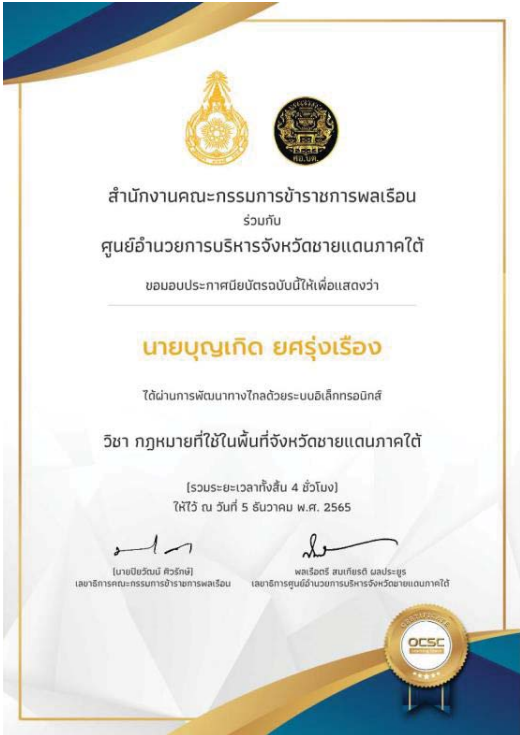 ศอ.บต.
สำนักงานคณะกรรมการข้าราชการพลเรือน
ร่วมกับ
ศูนย์อำนวยการบริหารจังหวัดชายแดนภาคใต้
ขอมอบประกาศนียบัตรฉบับนี้ให้เพื่อแสดงว่า
นายบุญเกิด ยศรุ่งเรือง
ได้ผ่านการพัฒนาทางไกลด้วยระบบอิเล็กทรอนิกส์
วิชา กฎหมายที่ใช้ในพื้นที่จังหวัดชายแดนภาคใต้
(รวมระยะเวลาทั้งสิ้น 4 ชั่วโมง)
ให้ไว้ ณ วันที่ 5 ธันวาคม พ.ศ. 2565
(นายปิยวัฒน์ ศิวรักษ์)
เลขาธิการคณะกรรมการข้าราชการพลเรือน
พลเรือตรี สมเกียรติ ผลประยูร
เลขาธิการศูนย์อำนวยการบริหารจังหวัดชายแดนภาคใต้
CERTIFICATE
OCSC